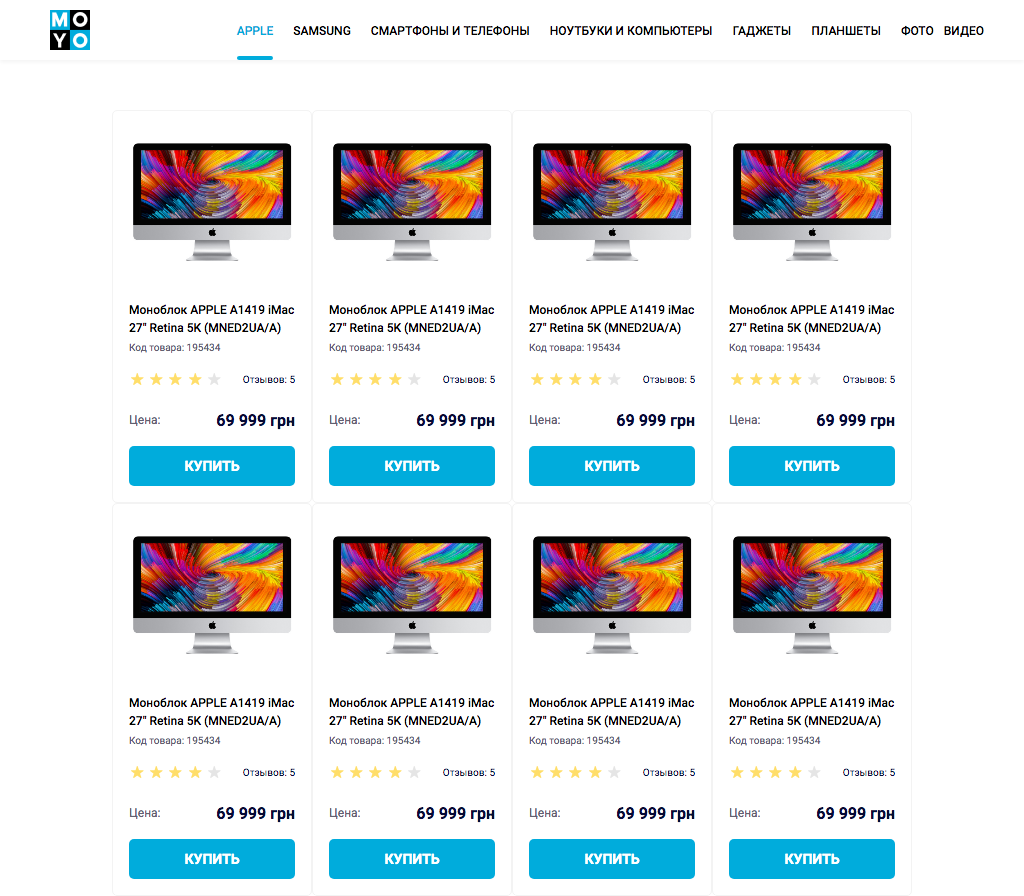 MO
YO
APPLE SAMSUNG СМАРТФОНЫ И ТЕЛЕФОНЫ НОУТБУКИ И КОМПЬЮТЕРЫ ГАДЖЕТЫ ПЛАНШЕТЫ ФОТО ВИДЕО
Моноблок APPLE A1419 iMac
27" Retina 5K (MNED2UA/A)
Код товара: 195434
Отзывов: 5
Цена: 69 999 грн
КУПИТЬ
Моноблок APPLE A1419 iMac
27" Retina 5K (MNED2UA/A)
Код товара: 195434
Отзывов: 5
Цена: 69 999 грн
КУПИТЬ
Моноблок APPLE A1419 iMac
27" Retina 5K (MNED2UA/A)
Код товара: 195434
Отзывов: 5
Цена: 69 999 грн
КУПИТЬ
Моноблок APPLE A1419 iMac
27" Retina 5K (MNED2UA/A)
Код товара: 195434
Отзывов: 5
Цена: 69 999 грн
КУПИТЬ
Моноблок APPLE A1419 iMac
27" Retina 5K (MNED2UA/A)
Код товара: 195434
Отзывов: 5
Цена: 69 999 грн
КУПИТЬ
Моноблок APPLE A1419 iMac
27" Retina 5K (MNED2UA/A)
Код товара: 195434
Отзывов: 5
Цена: 69 999 грн
КУПИТЬ
Моноблок APPLE A1419 iMac
27" Retina 5K (MNED2UA/A)
Код товара: 195434
Отзывов: 5
Цена: 69 999 грн
КУПИТЬ
Моноблок APPLE A1419 iMac
27" Retina 5K (MNED2UA/A)
Код товара: 195434
Отзывов: 5
Цена: 69 999 грн
КУПИТЬ